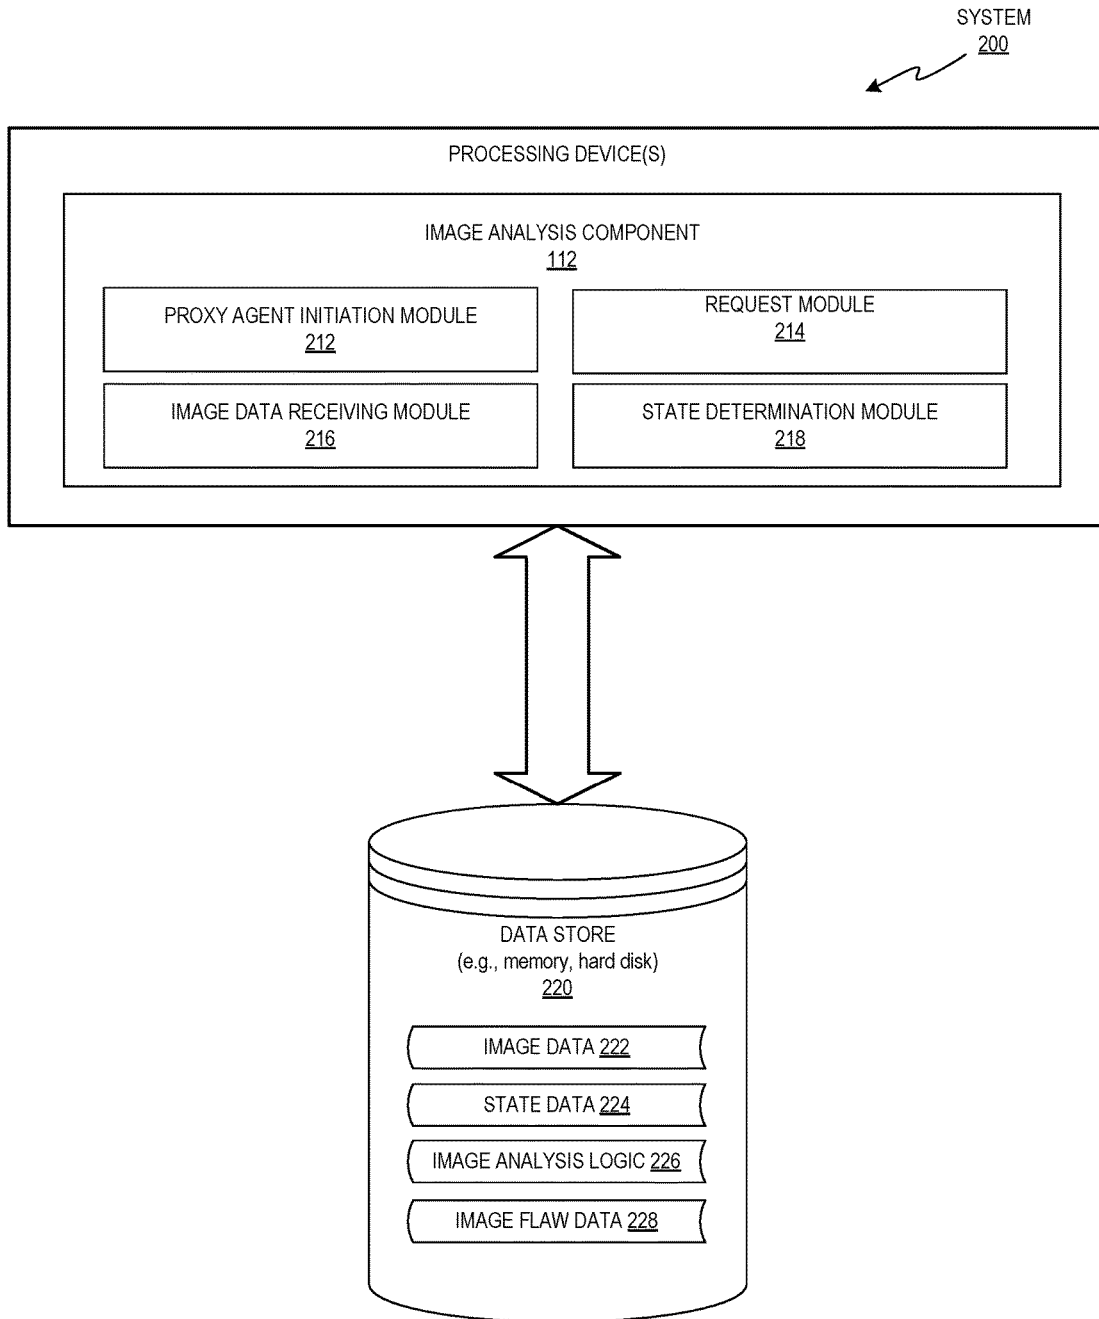 SYSTEM
200
PROCESSING DEVICE(S)
IMAGE ANALYSIS COMPONENT
112
PROXY AGENT INITIATION MODULE
212
REQUEST MODULE
214
IMAGE DATA RECEIVING MODULE
216
STATE DETERMINATION MODULE
218
DATA STORE
(e.g., memory, hard disk)
220
IMAGE DATA 222
STATE DATA 224
IMAGE ANALYSIS LOGIC 226
IMAGE FLAW DATA 228